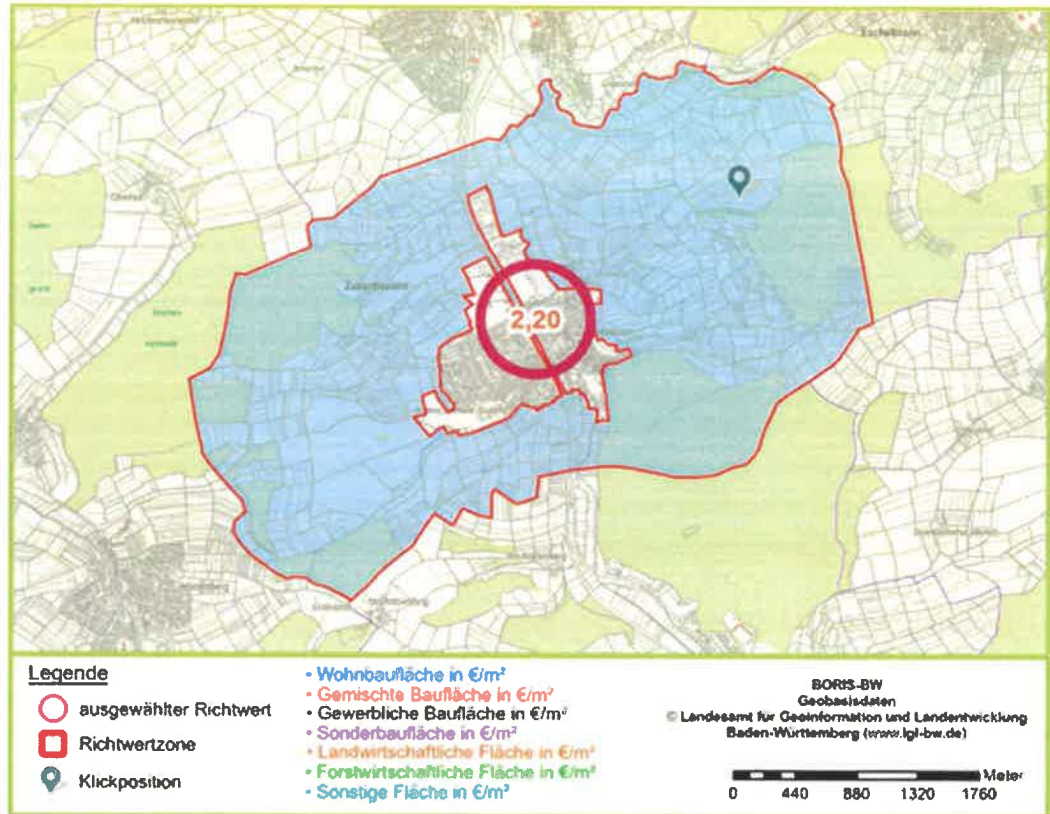 Eschelbronn
Zuzenhausen
2,20
Legende
ausgewählter Richtwert
Richtwertzone
Klickposition
• Wohnbaufläche in €/m²
• Gemischte Baufläche in €/m²
• Gewerbliche Baufläche in €/m²
• Sonderbaufläche in €/m²
• Landwirtschaftliche Fläche in €/m²
• Forstwirtschaftliche Fläche in €/m²
• Sonstige Fläche in €/m²
BORIS-BW
Geobasisdaten
© Landesamt für Geoinformation und Landentwicklung
Baden-Württemberg (www.lgl-bw.de)
Meter
0 440 880 1320 1760